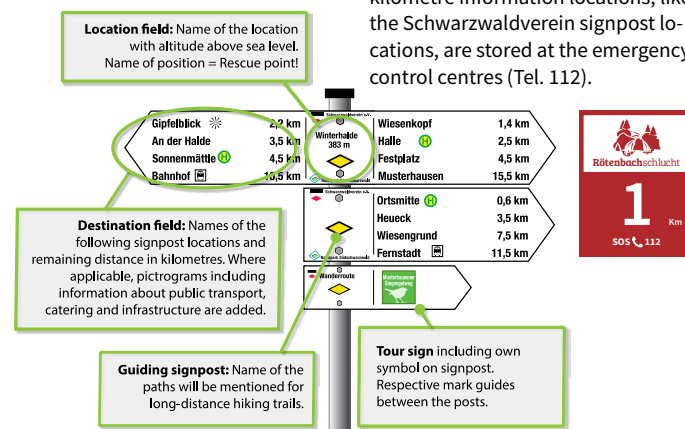 kilometre information locations, like
the Schwarzwaldverein signpost lo-
cations, are stored at the emergency
control centres (Tel. 112).
Location field: Name of the location
with altitude above sea level.
Name of position = Rescue point!
Schwarzwaldverein e.V.
Gipfelblick 2,2 km
An der Halde 3,5 km
Sonnenmättle H 4,5 km
Bahnhof 10,5 km
Winterhalde
383 m
Wiesenkopf 1,4 km
Halle H 2,5 km
Festplatz 4,5 km
Musterhausen 15,5 km
Rötenbachschlucht
1 Km
SOS 112
Schwarzwaldverein e.V.
Ortsmitte H 0,6 km
Heueck 3,5 km
Wiesengrund 7,5 km
Fernstadt 11,5 km
Naturpark Südschwarzwald
Destination field: Names of the
following signpost locations and
remaining distance in kilometres. Where
applicable, pictrograms including
information about public transport,
catering and infrastructure are added.
Wanderroute
Musterhausener
Singvogelweg
Guiding signpost: Name of the
paths will be mentioned for
long-distance hiking trails.
Tour sign including own
symbol on signpost.
Respective mark guides
between the posts.